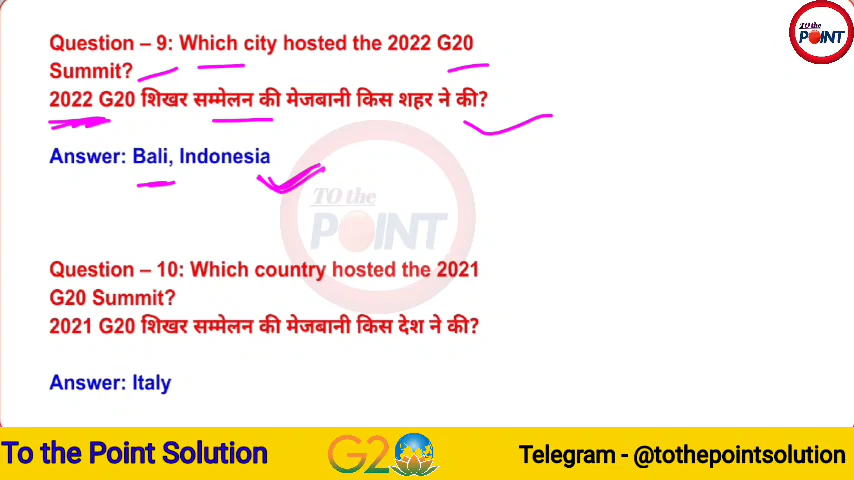 TO the
POINT
Question – 9: Which city hosted the 2022 G20
Summit?
2022 G20 शिखर सम्मेलन की मेजबानी किस शहर ने की?
Answer: Bali, Indonesia
TO the
POINT
Question – 10: Which country hosted the 2021
G20 Summit?
2021 G20 शिखर सम्मेलन की मेजबानी किस देश ने की?
Answer: Italy
To the Point Solution
G20
Telegram - @tothepointsolution